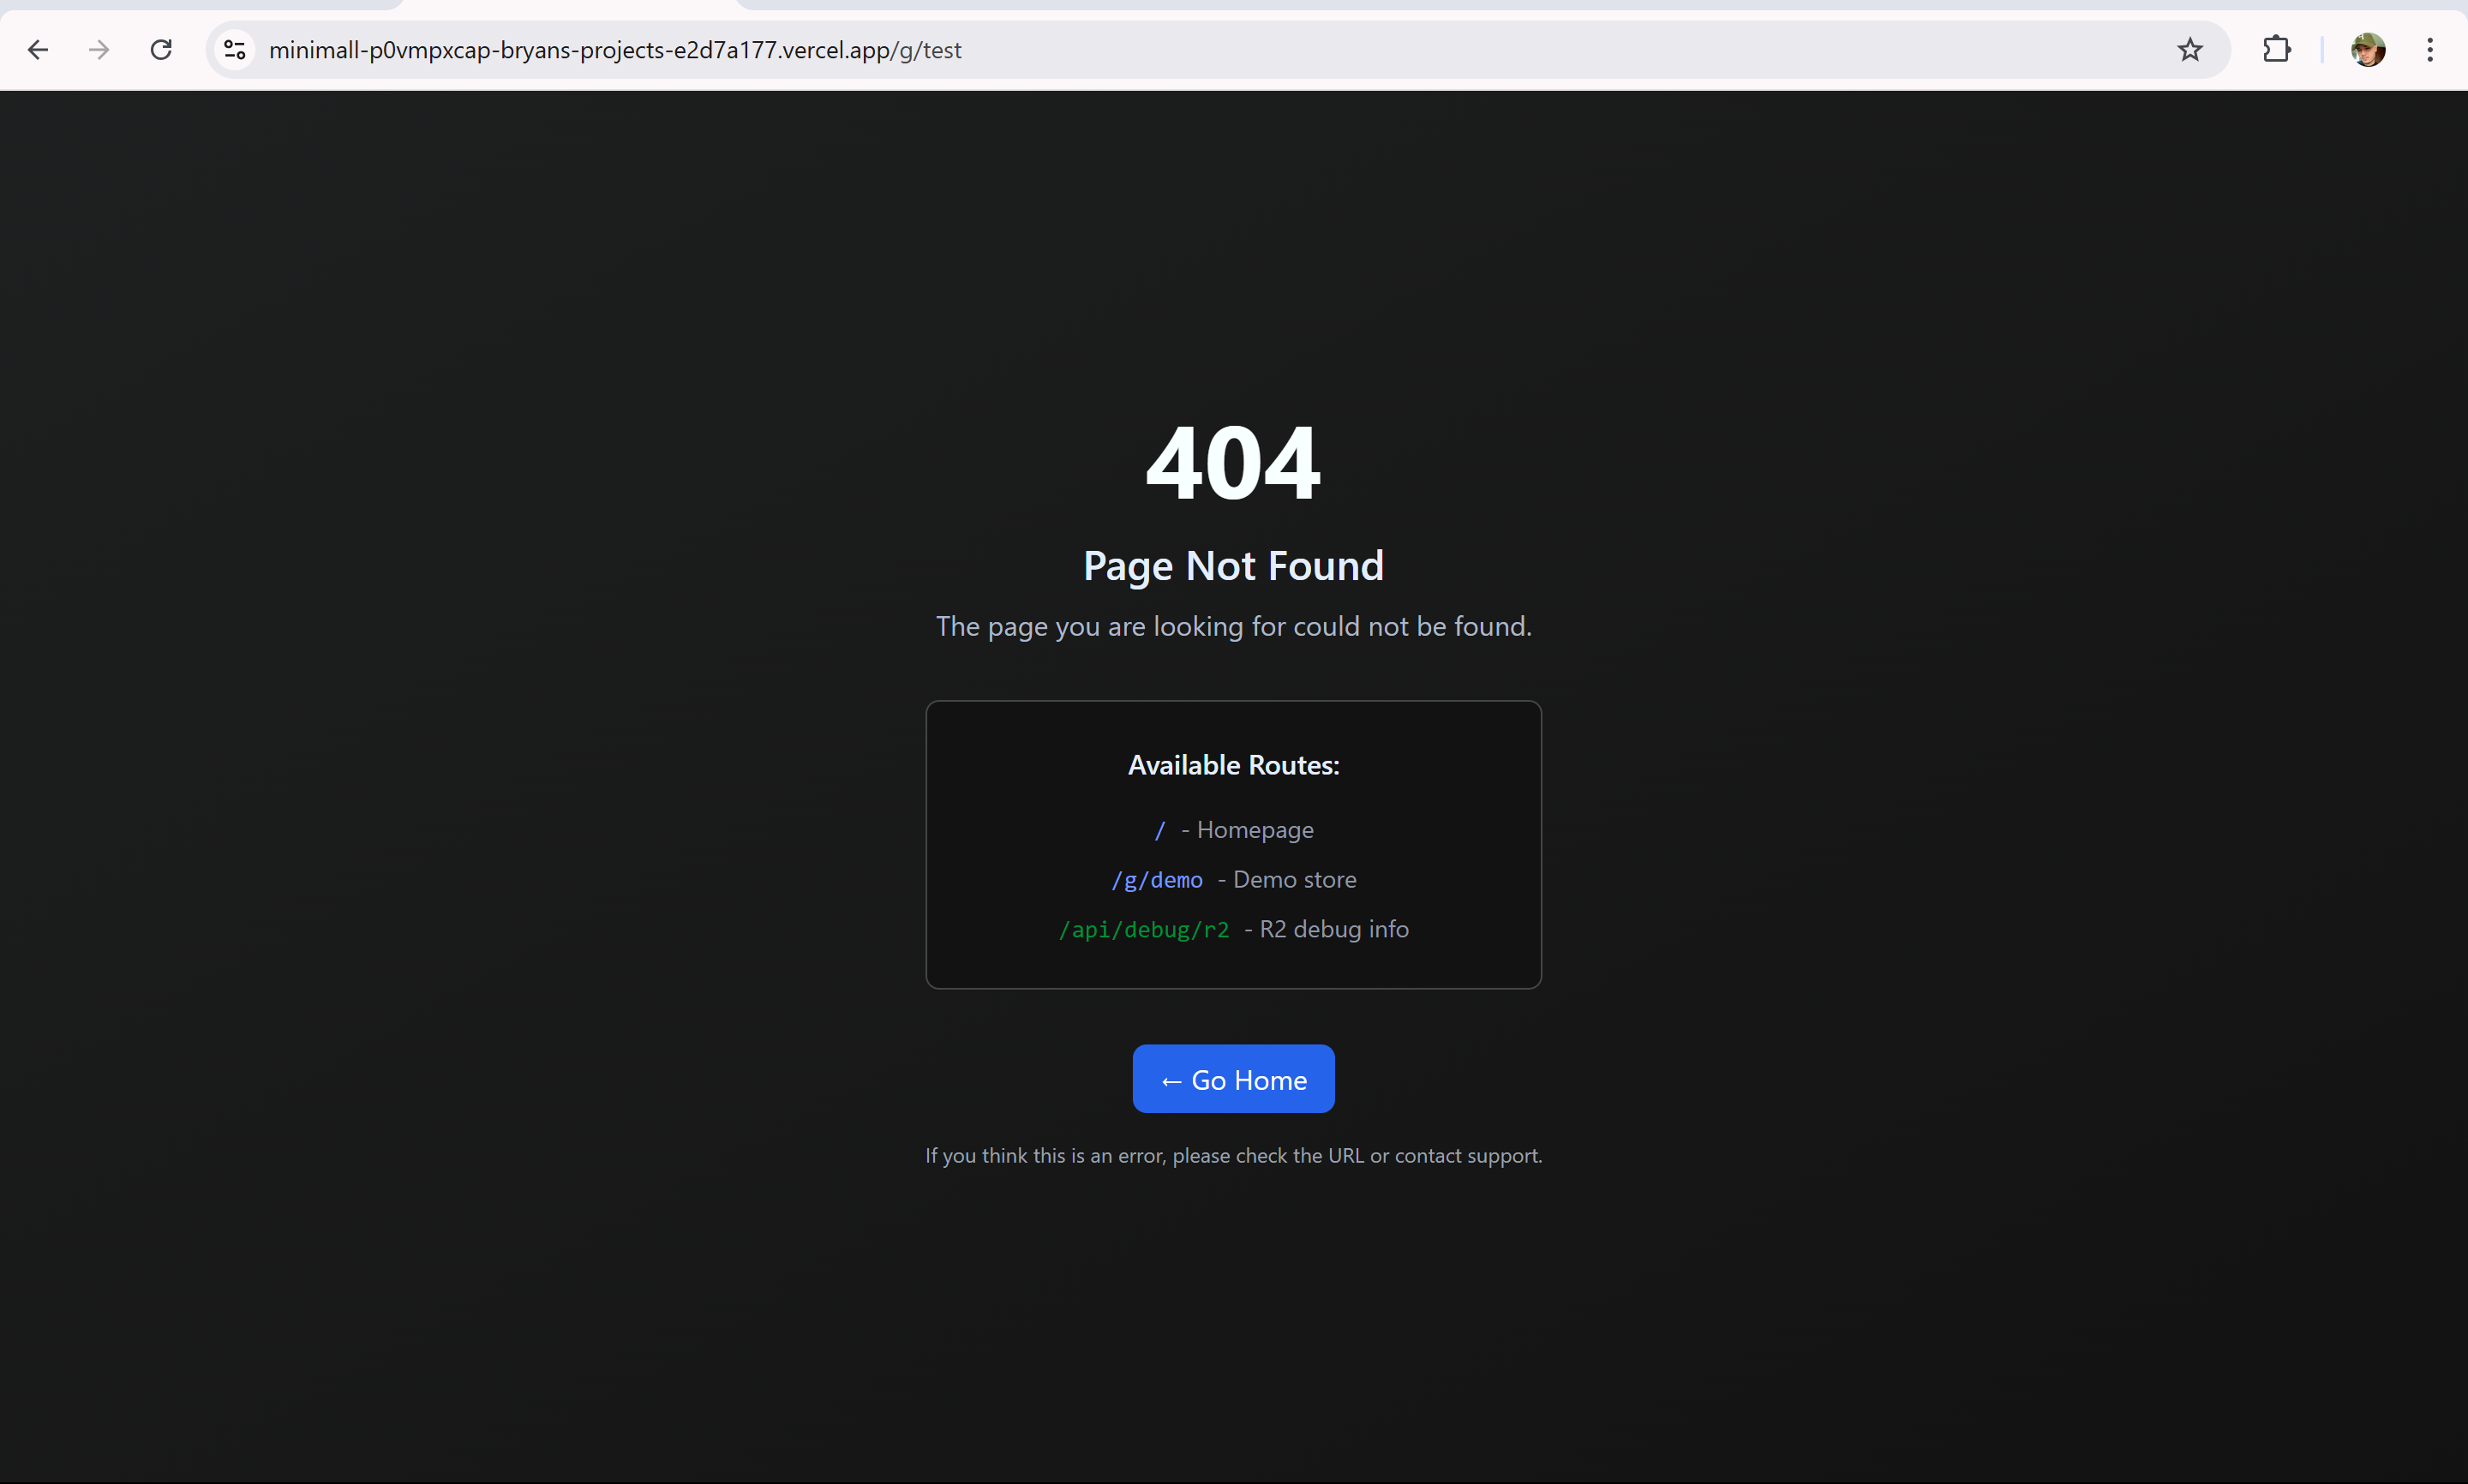 minimall-p0vmpxcap-bryans-projects-e2d7a177.vercel.app/g/test
404
Page Not Found
The page you are looking for could not be found.
Available Routes:
/ - Homepage
/g/demo - Demo store
/api/debug/r2 - R2 debug info
← Go Home
If you think this is an error, please check the URL or contact support.